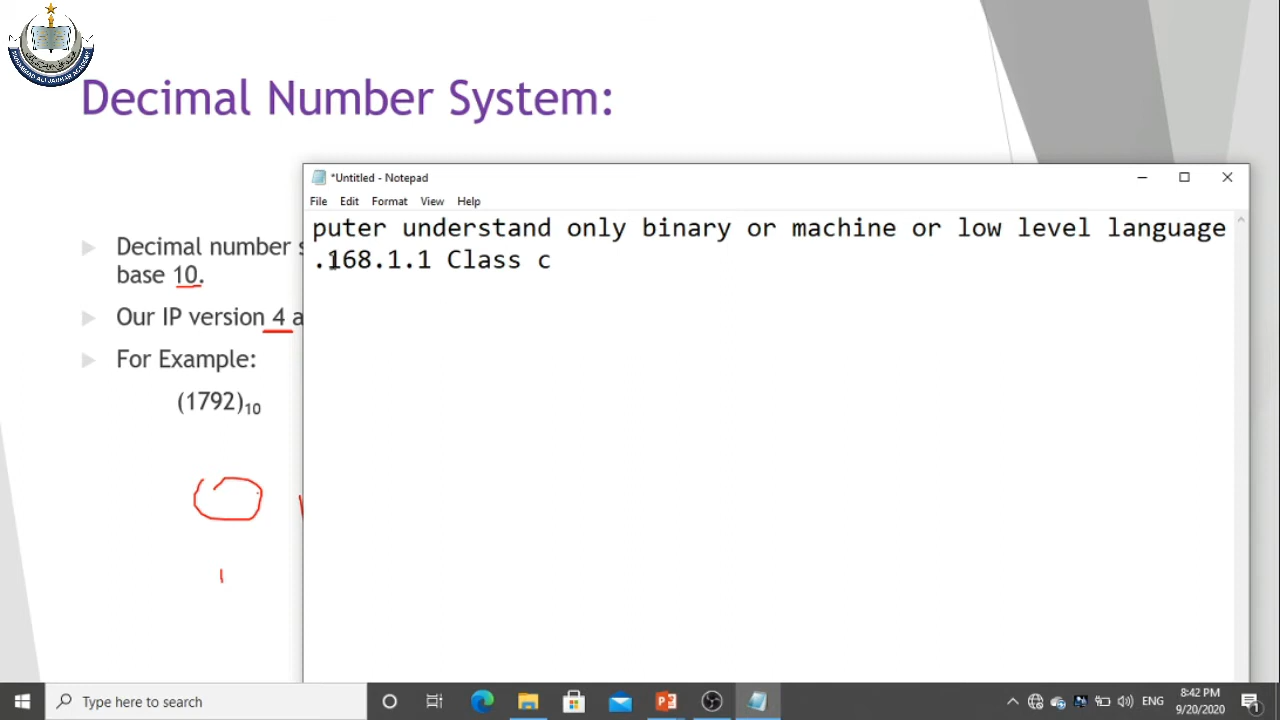 Decimal Number System:
*Untitled - Notepad
File Edit Format View Help
puter understand only binary or machine or low level language
.168.1.1 Class c
Decimal number
base 10.
Our IP version 4 a
For Example:
(1792)10
Type here to search
ENG
8:42 PM
9/20/2020